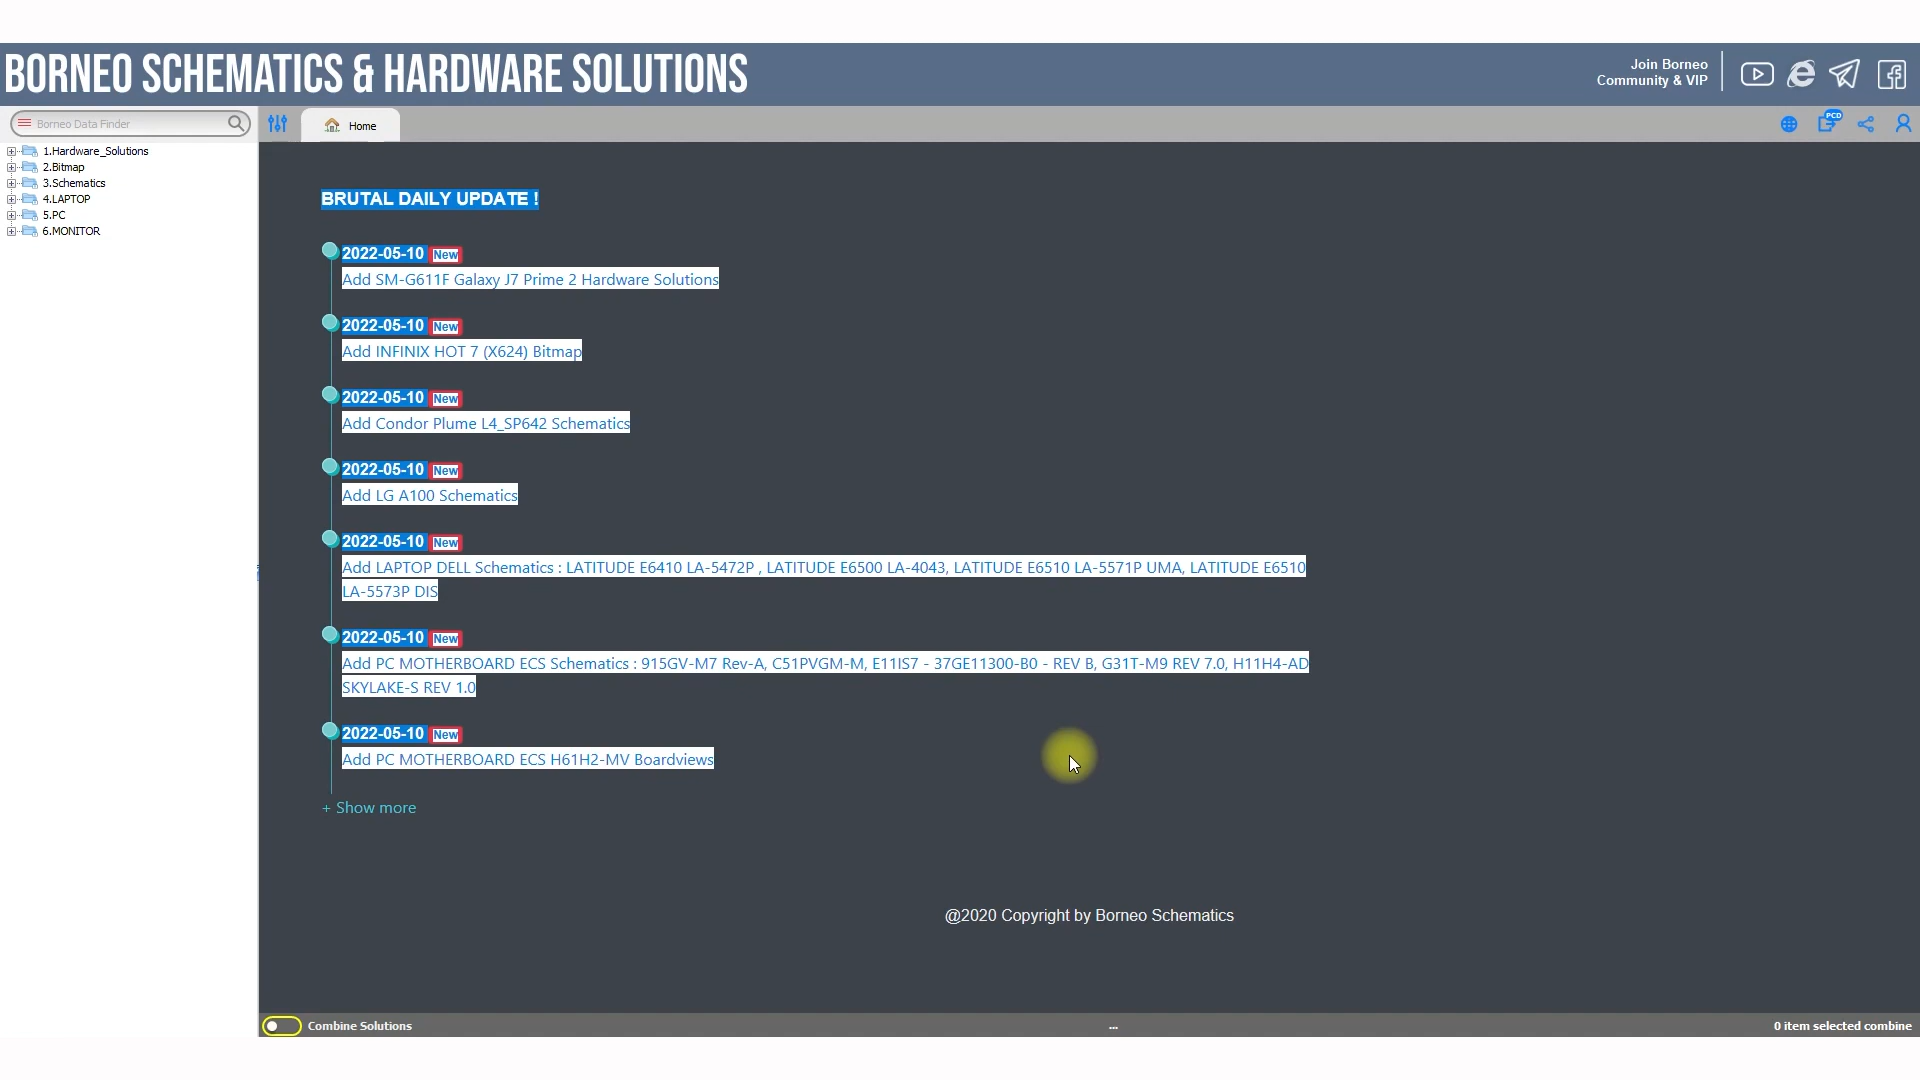 BORNEO SCHEMATICS & HARDWARE SOLUTIONS
Join Borneo
Community & VIP
Borneo Data Finder
Home
PCD
1.Hardware_Solutions
2.Bitmap
3.Schematics
4.LAPTOP
5.PC
6.MONITOR
BRUTAL DAILY UPDATE !
2022-05-10 New
Add SM-G611F Galaxy J7 Prime 2 Hardware Solutions
2022-05-10 New
Add INFINIX HOT 7 (X624) Bitmap
2022-05-10 New
Add Condor Plume L4_SP642 Schematics
2022-05-10 New
Add LG A100 Schematics
2022-05-10 New
Add LAPTOP DELL Schematics : LATITUDE E6410 LA-5472P , LATITUDE E6500 LA-4043, LATITUDE E6510 LA-5571P UMA, LATITUDE E6510
LA-5573P DIS
2022-05-10 New
Add PC MOTHERBOARD ECS Schematics : 915GV-M7 Rev-A, C51PVGM-M, E11IS7 - 37GE11300-B0 - REV B, G31T-M9 REV 7.0, H11H4-AD
SKYLAKE-S REV 1.0
2022-05-10 New
Add PC MOTHERBOARD ECS H61H2-MV Boardviews
+ Show more
@2020 Copyright by Borneo Schematics
Combine Solutions
...
0 item selected combine